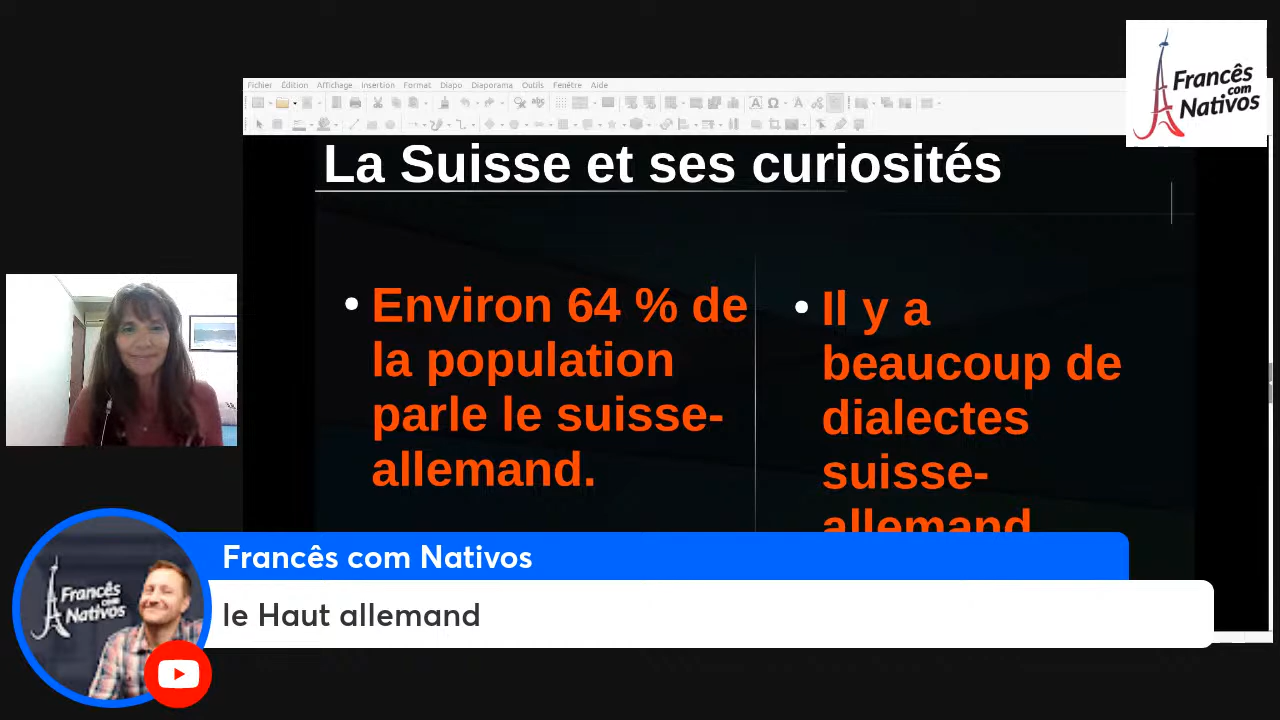 Francês
com
Nativos
Fichier Édition Affichage Insertion Format Diapo Diaporama Outils Fenêtre Aide
La Suisse et ses curiosités
• Environ 64 % de
la population
parle le suisse-
allemand.
• Il y a
beaucoup de
dialectes
suisse-
allemand
Francês com Nativos
le Haut allemand
Francês
com
Nativos